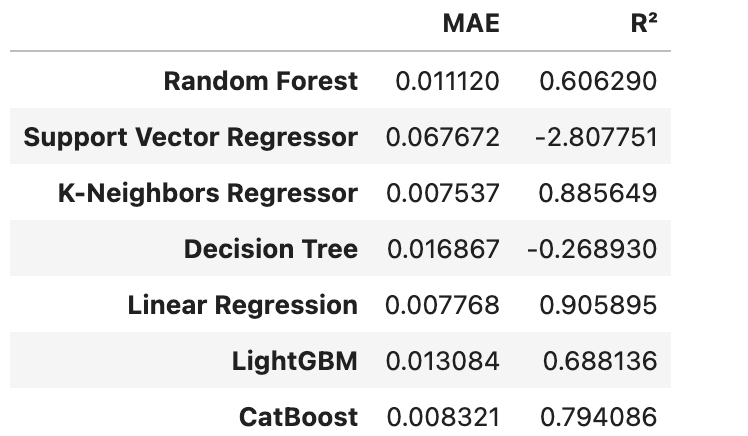 MAE R²
Random Forest 0.011120 0.606290
Support Vector Regressor 0.067672 -2.807751
K-Neighbors Regressor 0.007537 0.885649
Decision Tree 0.016867 -0.268930
Linear Regression 0.007768 0.905895
LightGBM 0.013084 0.688136
CatBoost 0.008321 0.794086